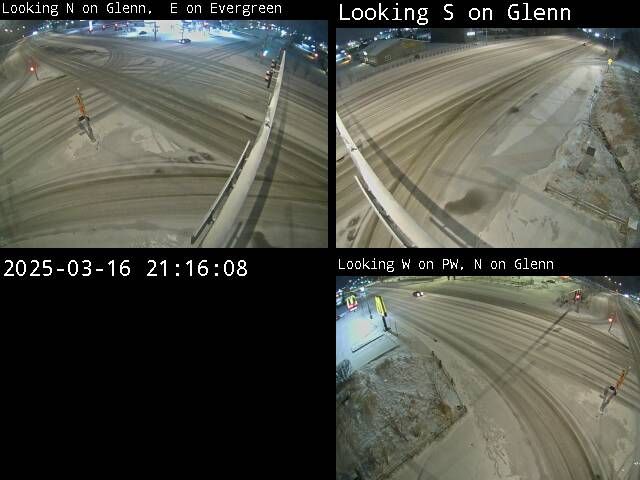 Looking N on Glenn,  E on Evergreen
Looking S on Glenn
2025-03-16 21:16:08
Looking W on PW, N on Glenn